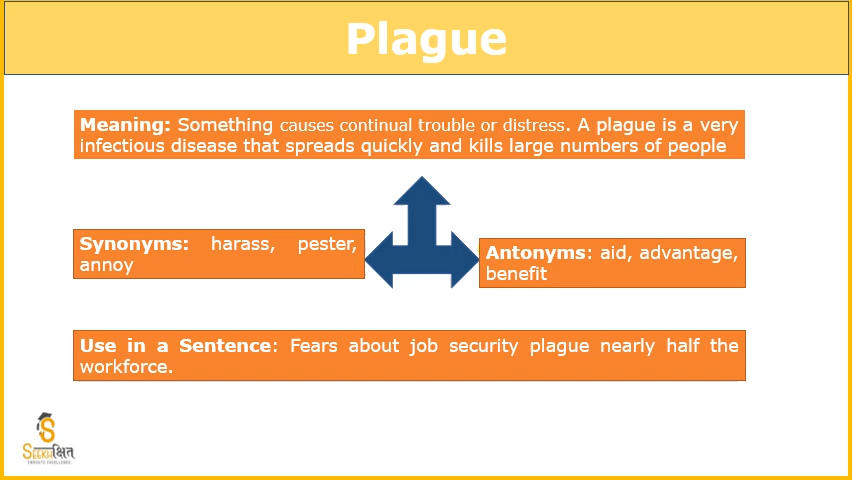 Plague
Meaning: Something causes continual trouble or distress. A plague is a very
infectious disease that spreads quickly and kills large numbers of people
Synonyms: harass, pester,
annoy
Antonyms: aid, advantage,
benefit
Use in a Sentence: Fears about job security plague nearly half the
workforce.
S
SEEKHक्षित